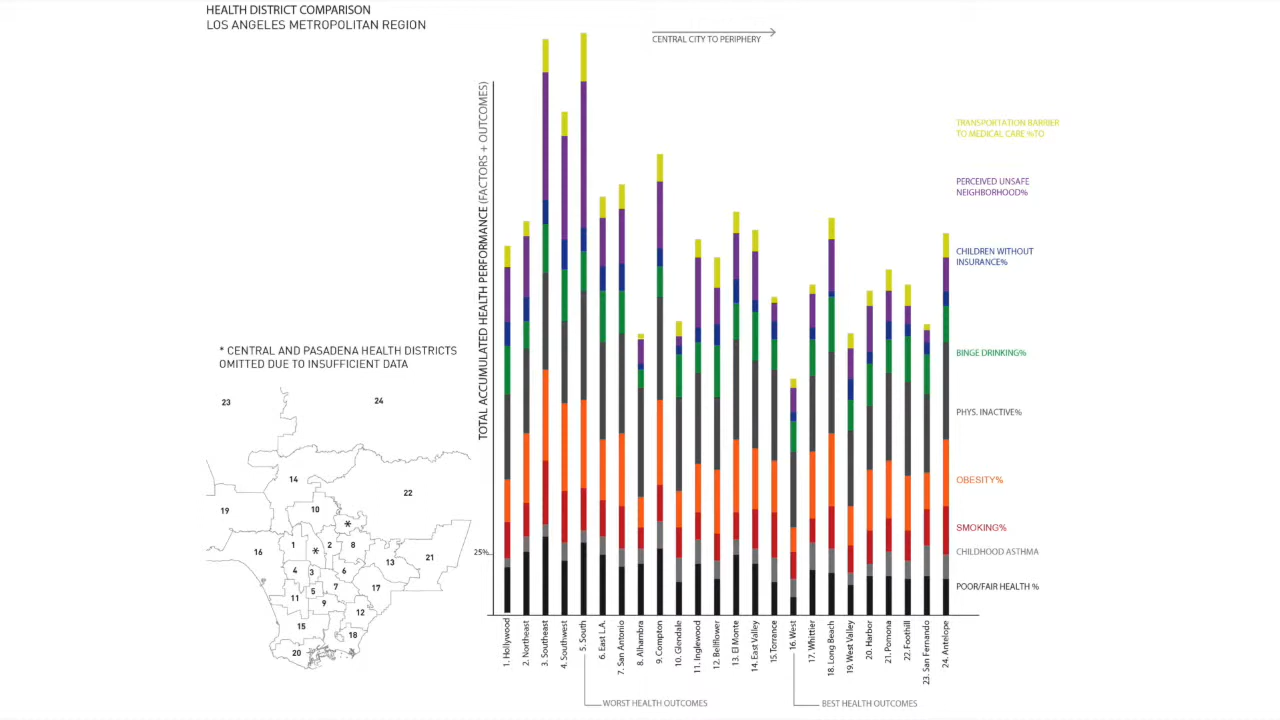 HEALTH DISTRICT COMPARISON
LOS ANGELES METROPOLITAN REGION
CENTRAL CITY TO PERIPHERY
TOTAL ACCUMULATED HEALTH PERFORMANCE (FACTORS + OUTCOMES)
TRANSPORTATION BARRIER
TO MEDICAL CARE %TO
PERCEIVED UNSAFE
NEIGHBORHOOD%
CHILDREN WITHOUT
INSURANCE%
BINGE DRINKING%
PHYS. INACTIVE%
OBESITY%
SMOKING%
CHILDHOOD ASTHMA
POOR/FAIR HEALTH %
25%
* CENTRAL AND PASADENA HEALTH DISTRICTS
OMITTED DUE TO INSUFFICIENT DATA
23
24
14
22
19
10
*
16
1
*
2
8
13
21
4
3
6
5
7
17
11
9
12
15
18
20
1. Hollywood
2. Northeast
3. Southeast
4. Southwest
5. South
6. East L.A.
7. San Antonio
8. Alhambra
9. Compton
10. Glendale
11. Inglewood
12. Bellflower
13. El Monte
14. East Valley
15. Torrance
16. West
17. Whittier
18. Long Beach
19. West Valley
20. Harbor
21. Pomona
22. Foothill
23. San Fernando
24. Antelope
WORST HEALTH OUTCOMES
BEST HEALTH OUTCOMES